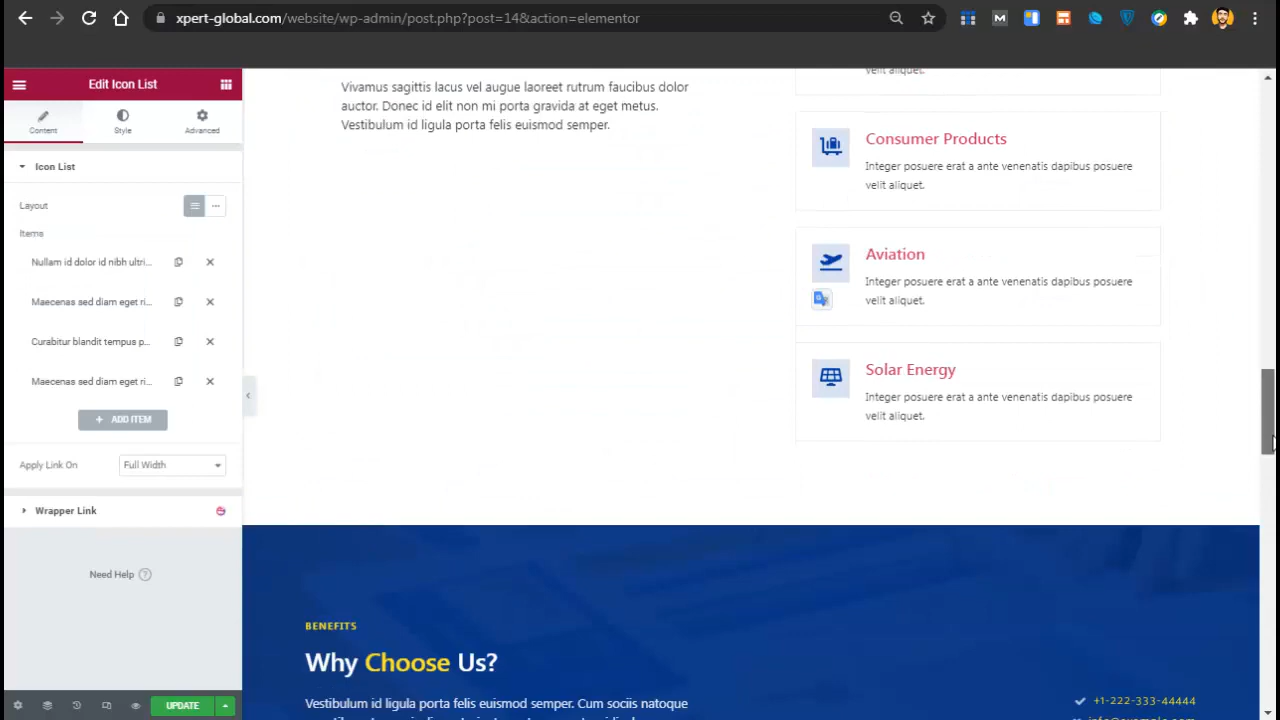 xpert-global.com/website/wp-admin/post.php?post=14&action=elementor
Edit Icon List
Content
Style
Advanced
Icon List
Layout
Items
Nullam id dolor id nibh ultri...
Maecenas sed diam eget ri...
Curabitur blandit tempus p...
Maecenas sed diam eget ri...
ADD ITEM
Apply Link On
Full Width
Wrapper Link
Need Help
UPDATE
Vivamus sagittis lacus vel augue laoreet rutrum faucibus dolor
auctor. Donec id elit non mi porta gravida at eget metus.
Vestibulum id ligula porta felis euismod semper.
velit aliquet.
Consumer Products
Integer posuere erat a ante venenatis dapibus posuere
velit aliquet.
Aviation
Integer posuere erat a ante venenatis dapibus posuere
velit aliquet.
Solar Energy
Integer posuere erat a ante venenatis dapibus posuere
velit aliquet.
BENEFITS
Why Choose Us?
Vestibulum id ligula porta felis euismod semper. Cum sociis natoque
+1-222-333-44444
info@example.com